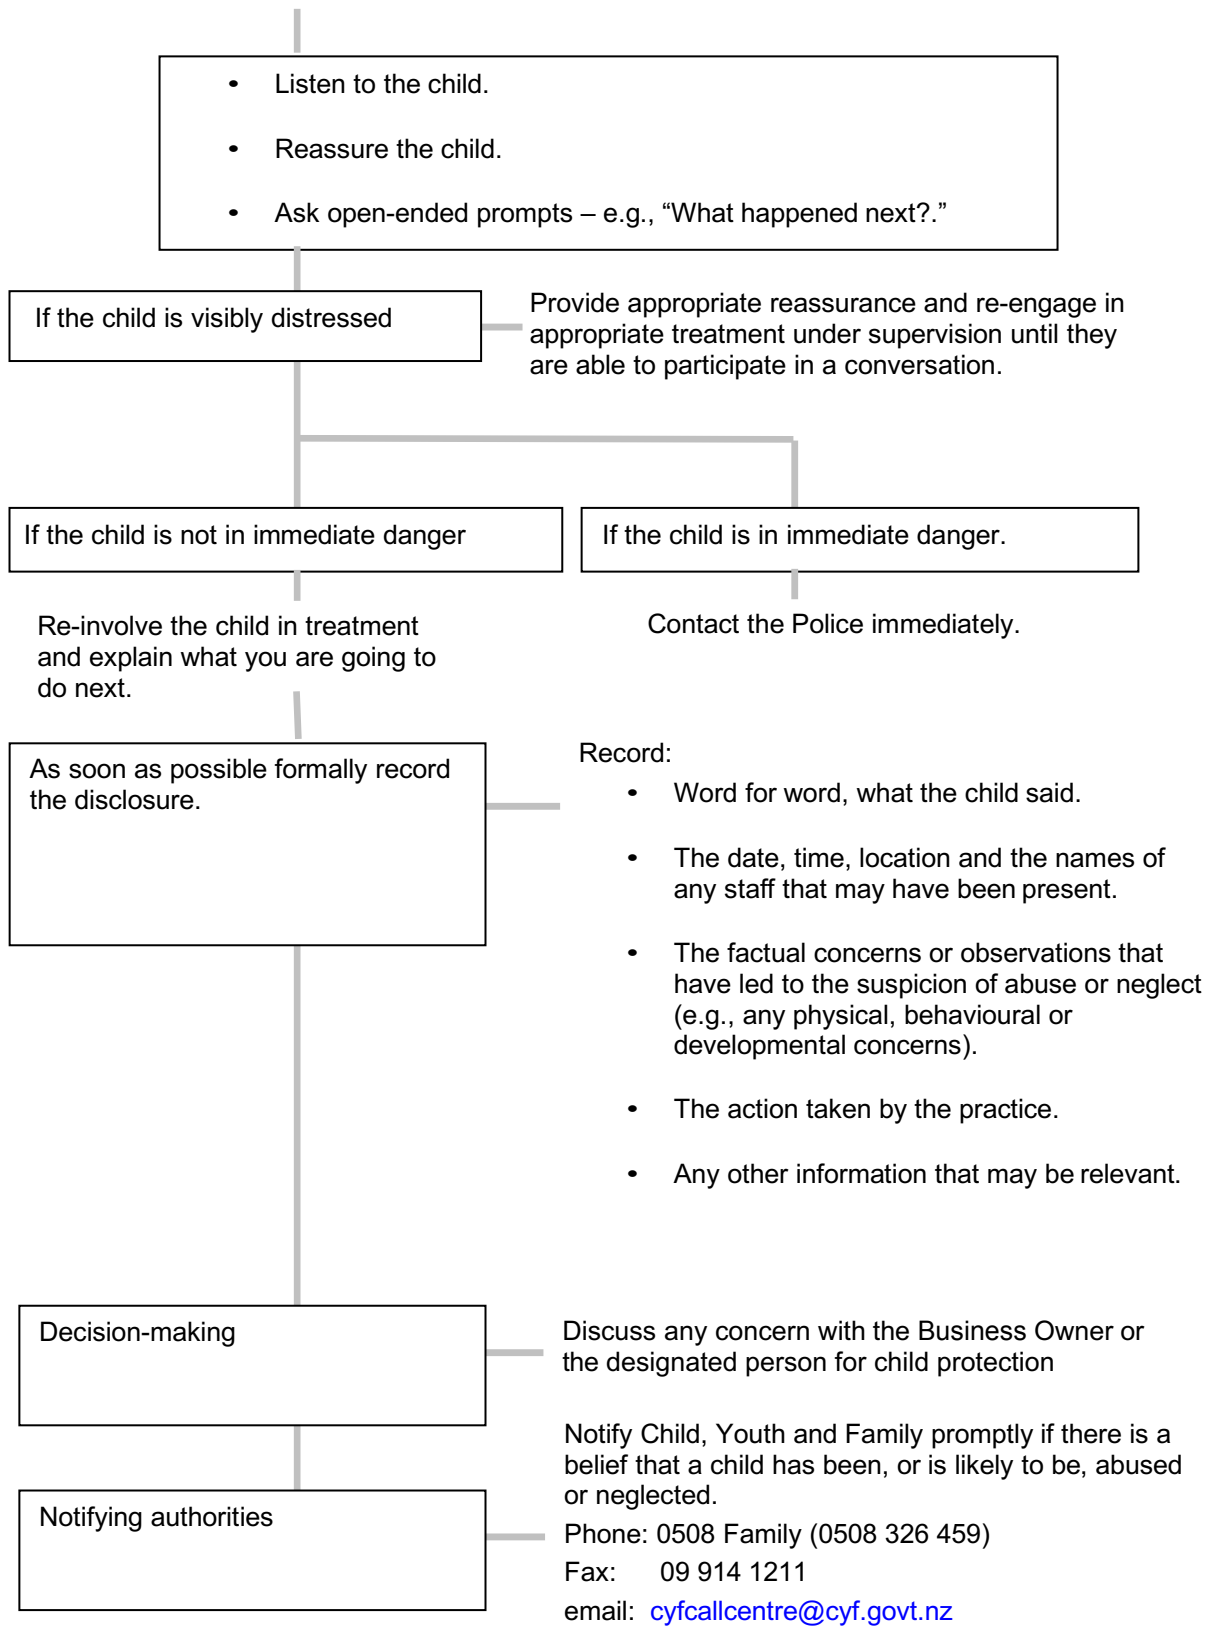 • Listen to the child.
• Reassure the child.
• Ask open-ended prompts – e.g., “What happened next?.”
If the child is visibly distressed
Provide appropriate reassurance and re-engage in
appropriate treatment under supervision until they
are able to participate in a conversation.
If the child is not in immediate danger
If the child is in immediate danger.
Re-involve the child in treatment
and explain what you are going to
do next.
Contact the Police immediately.
As soon as possible formally record
the disclosure.
Record:
• Word for word, what the child said.
• The date, time, location and the names of
any staff that may have been present.
• The factual concerns or observations that
have led to the suspicion of abuse or neglect
(e.g., any physical, behavioural or
developmental concerns).
• The action taken by the practice.
• Any other information that may be relevant.
Decision-making
Discuss any concern with the Business Owner or
the designated person for child protection
Notifying authorities
Notify Child, Youth and Family promptly if there is a
belief that a child has been, or is likely to be, abused
or neglected.
Phone: 0508 Family (0508 326 459)
Fax: 09 914 1211
email: cyfcallcentre@cyf.govt.nz